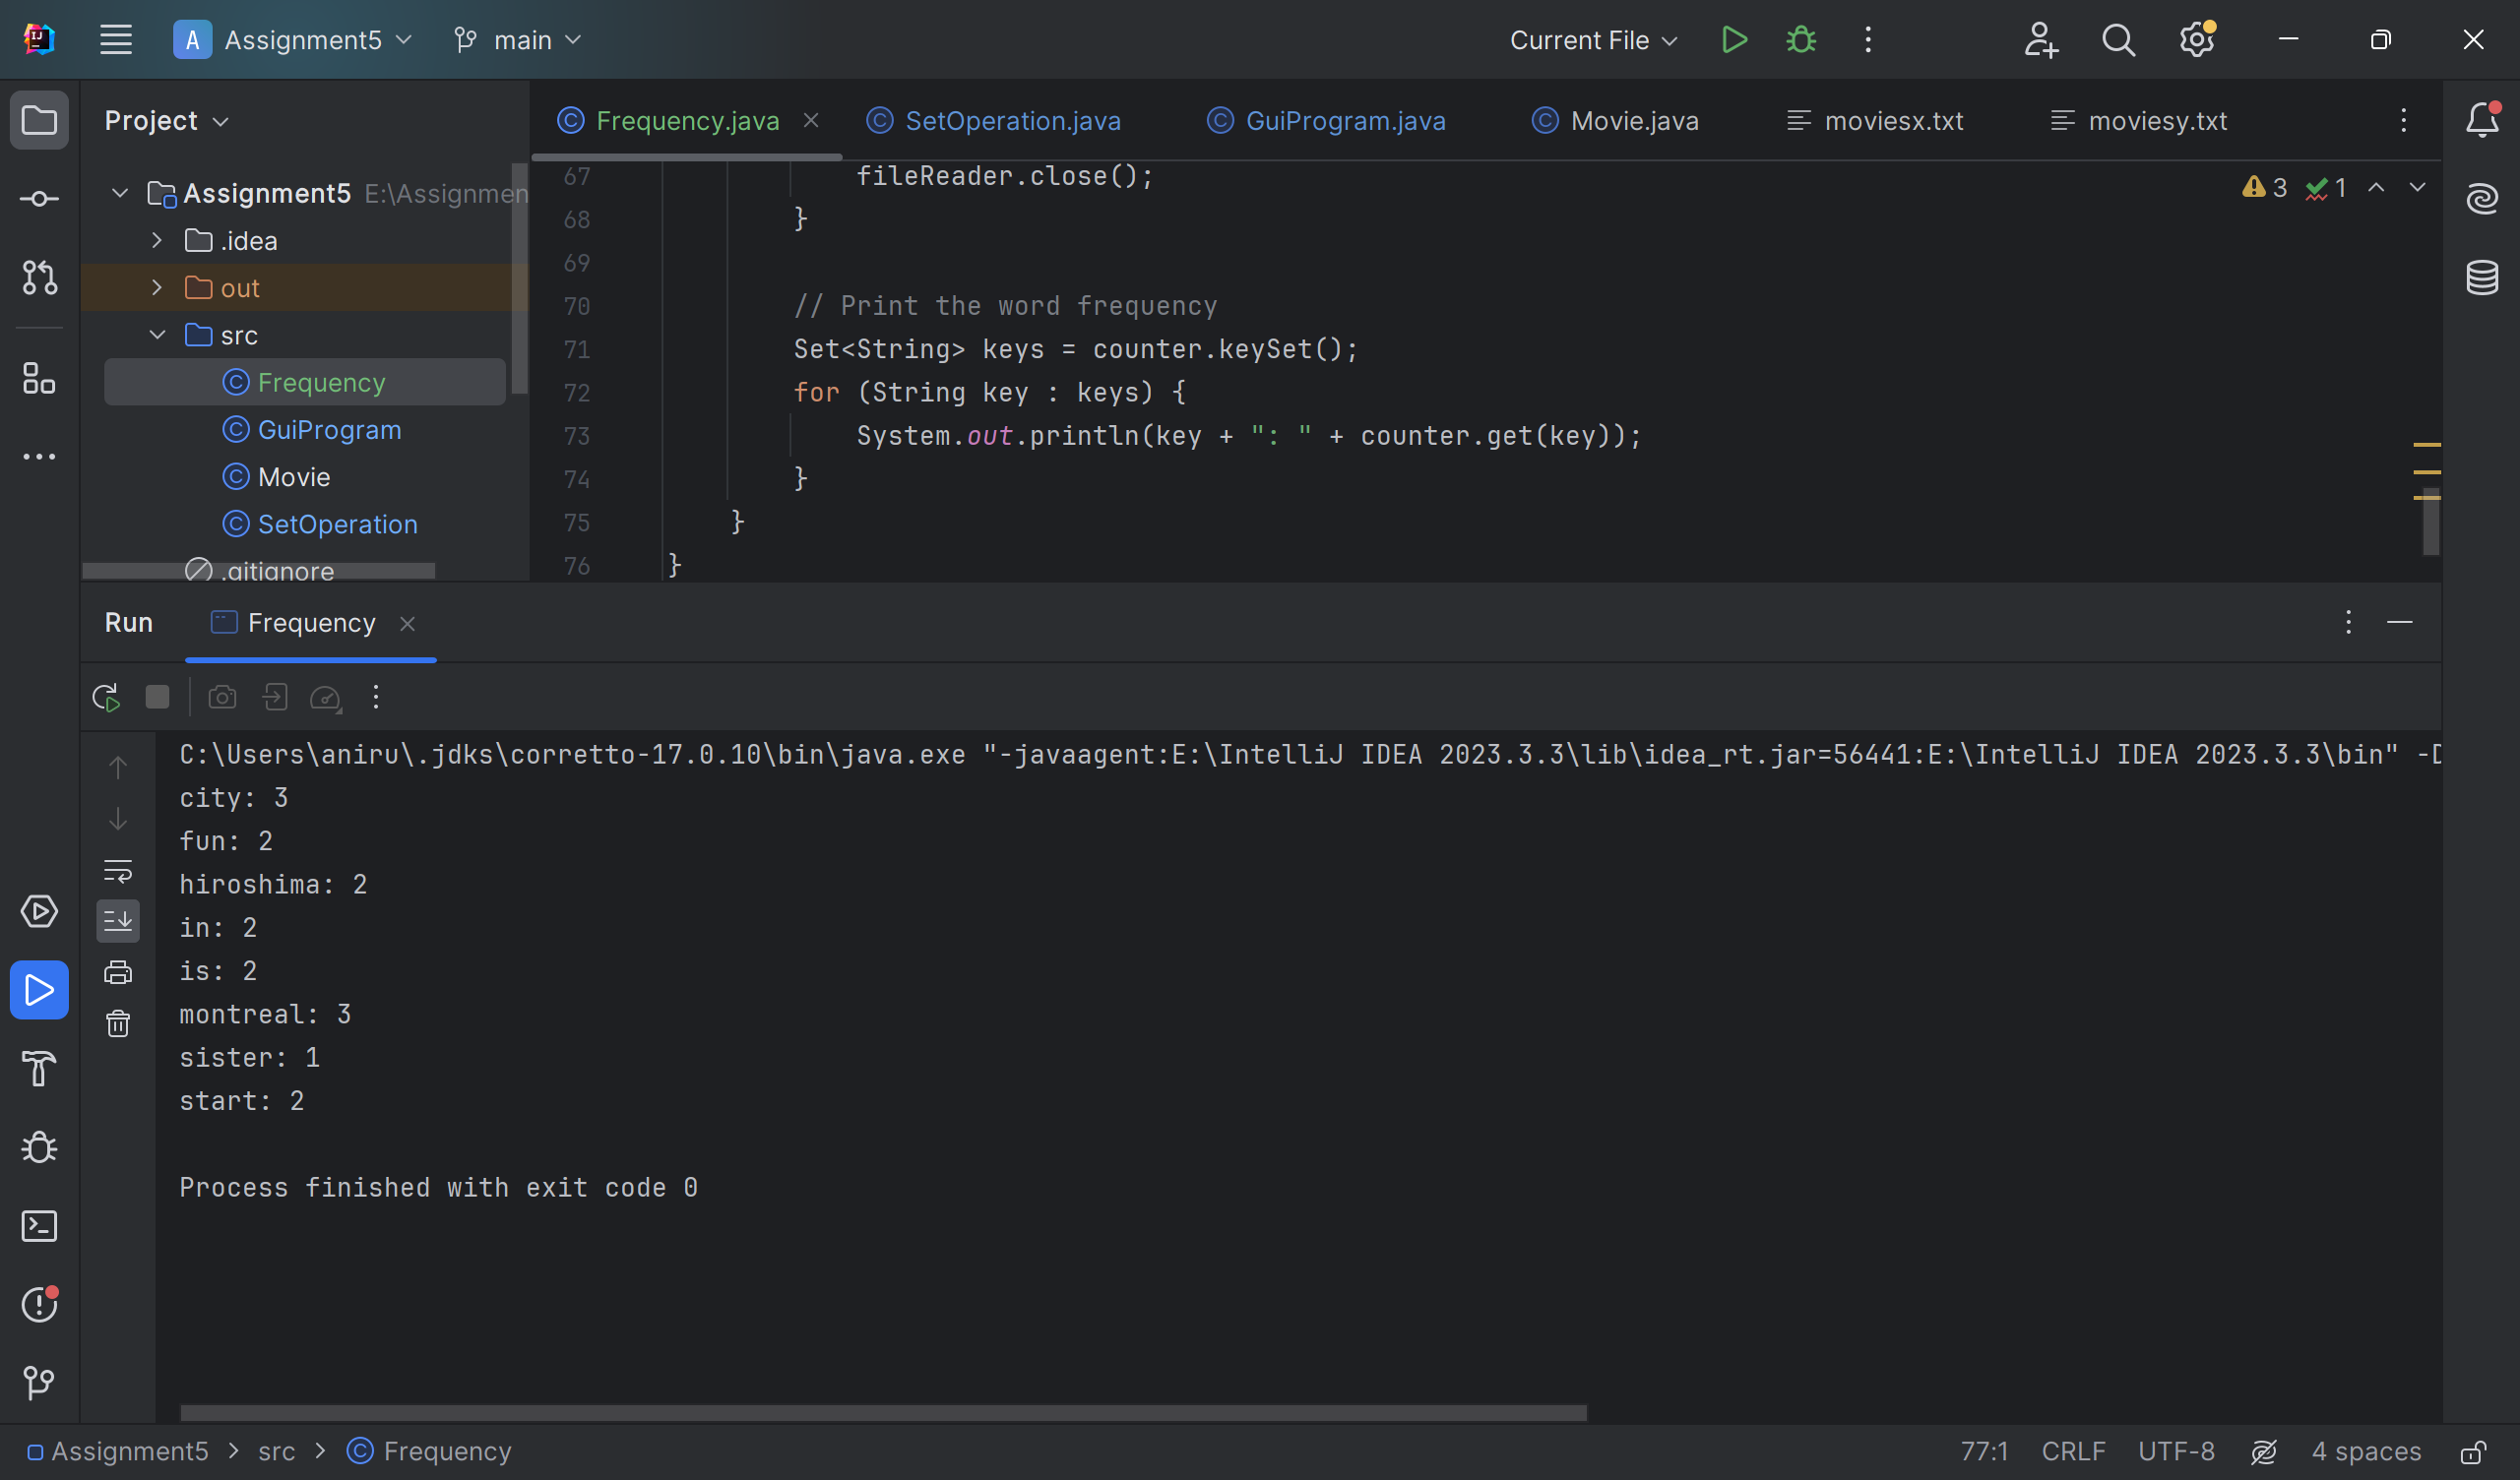 A Assignment5 main Current File
Project
Frequency.java SetOperation.java GuiProgram.java Movie.java moviesx.txt moviesy.txt
Assignment5 E:\Assignmen
.idea
out
src
Frequency
GuiProgram
Movie
SetOperation
.gitignore
3 1
67 fileReader.close();
68 }
69
70 // Print the word frequency
71 Set<String> keys = counter.keySet();
72 for (String key : keys) {
73 System.out.println(key + ": " + counter.get(key));
74 }
75 }
76 }
Run Frequency
C:\Users\aniru\.jdks\corretto-17.0.10\bin\java.exe "-javaagent:E:\IntelliJ IDEA 2023.3.3\lib\idea_rt.jar=56441:E:\IntelliJ IDEA 2023.3.3\bin" -D
city: 3
fun: 2
hiroshima: 2
in: 2
is: 2
montreal: 3
sister: 1
start: 2
Process finished with exit code 0
Assignment5 > src > Frequency 77:1 CRLF UTF-8 4 spaces